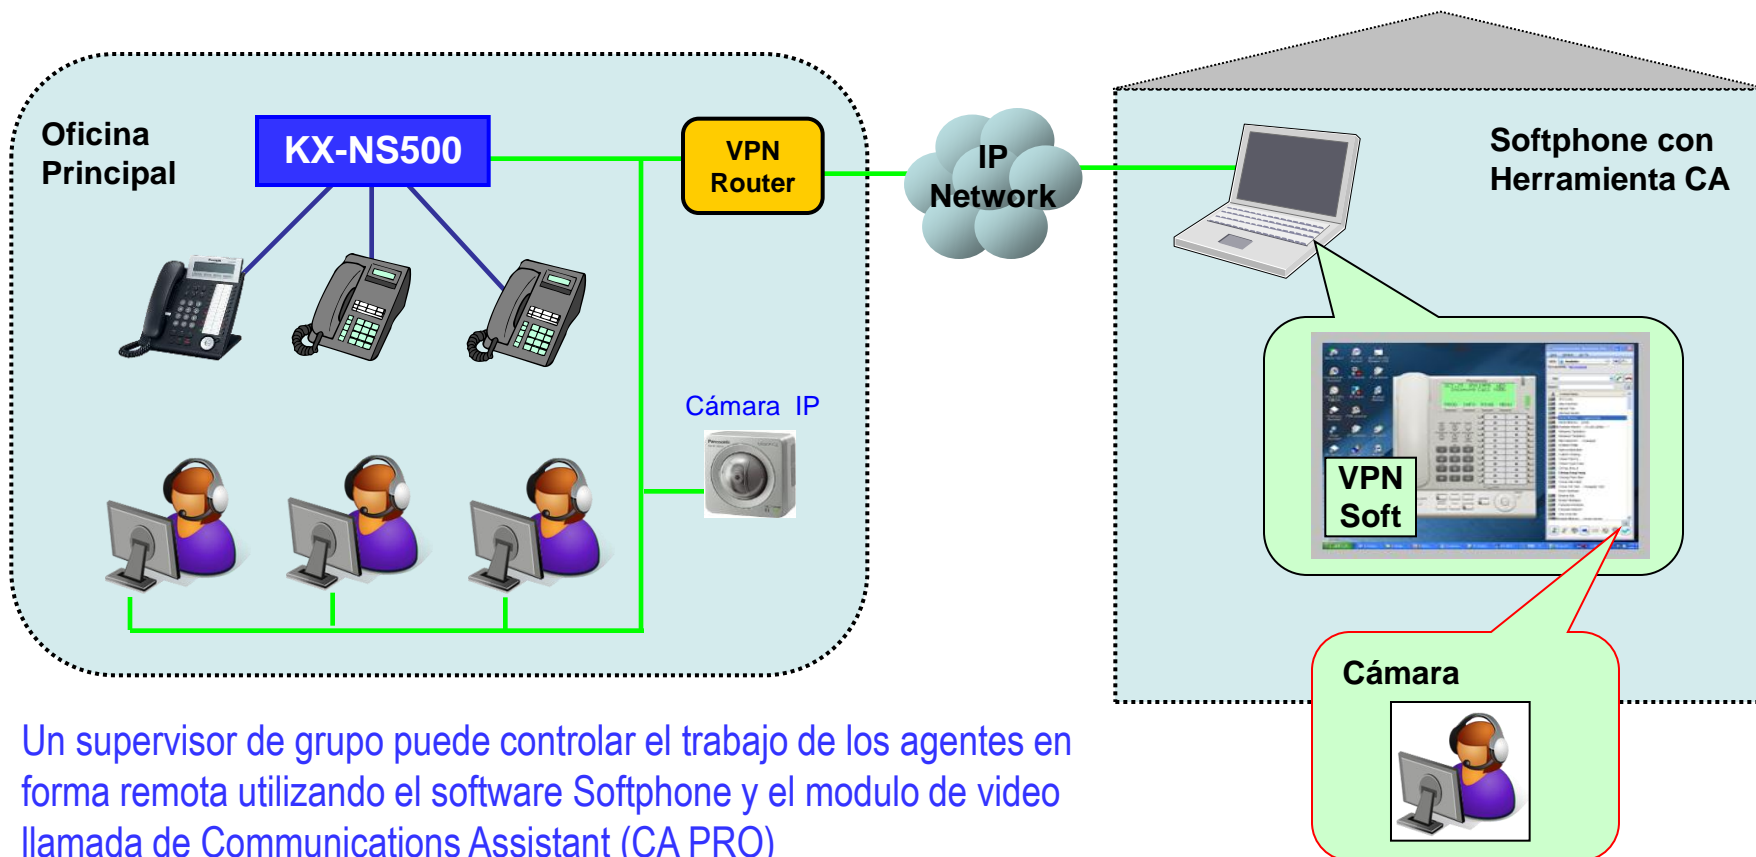 Oficina
Principal
KX-NS500
VPN
Router
IP
Network
Softphone con
Herramienta CA
Cámara IP
Panasonic
VPN
Soft
Cámara
Un supervisor de grupo puede controlar el trabajo de los agentes en
forma remota utilizando el software Softphone y el modulo de video
llamada de Communications Assistant (CA PRO)